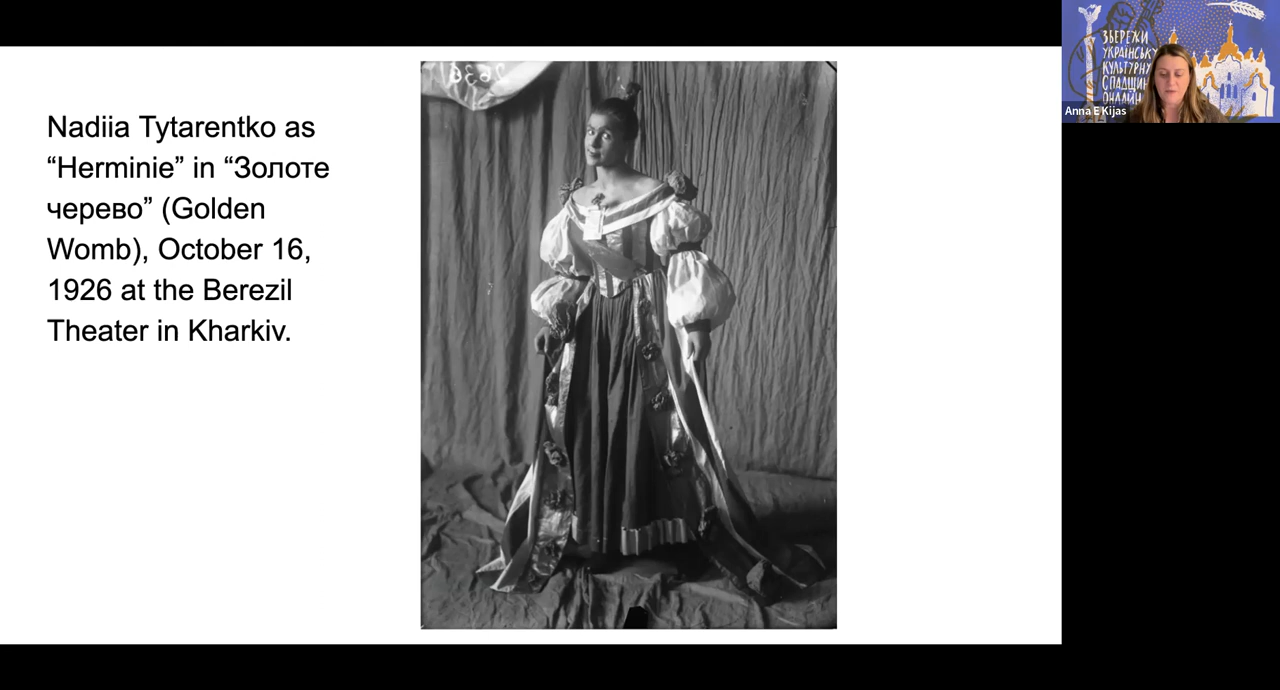 Nadiia Tytarentko as
“Herminie” in “Золоте
черево” (Golden
Womb), October 16,
1926 at the Berezil
Theater in Kharkiv.
ЗБЕРЕЖИ
УКРАЇНСЬКУ
КУЛЬТУРНУ
ОНЛАЙН
Anna E Kijas